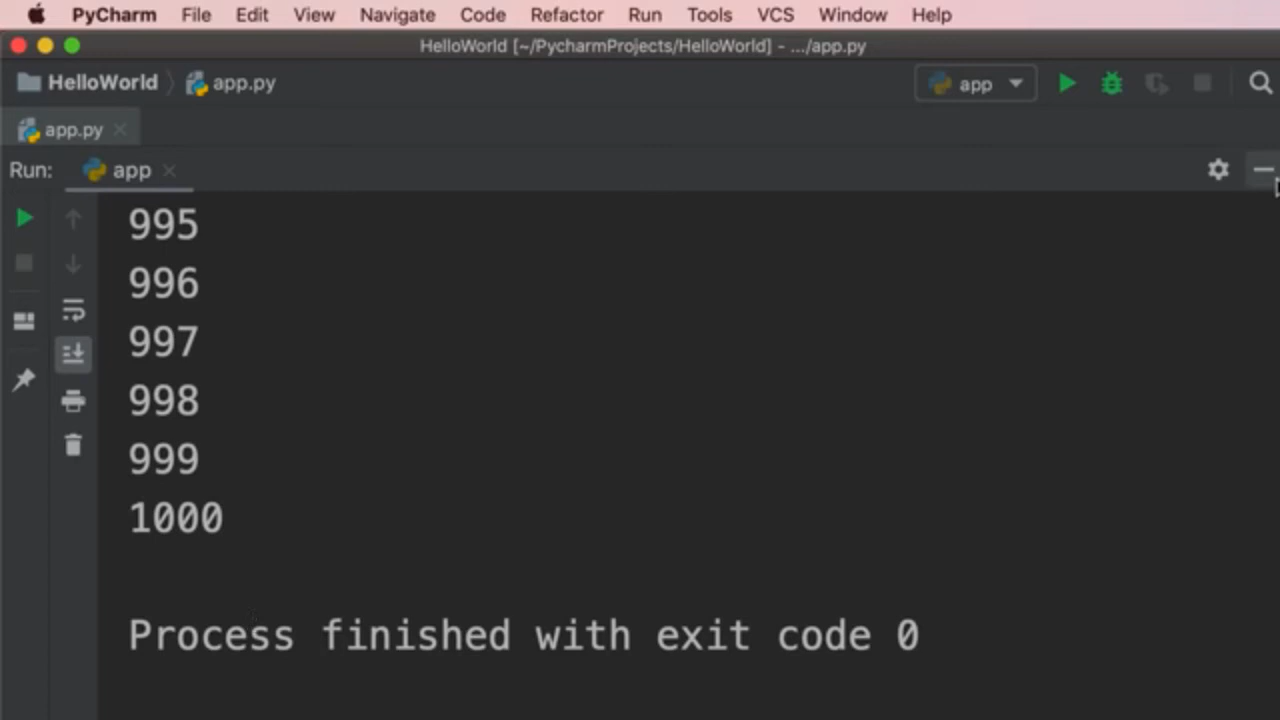 PyCharm File Edit View Navigate Code Refactor Run Tools VCS Window Help
HelloWorld [~/PycharmProjects/HelloWorld] - .../app.py
HelloWorld app.py app
app.py
Run: app
995
996
997
998
999
1000
Process finished with exit code 0